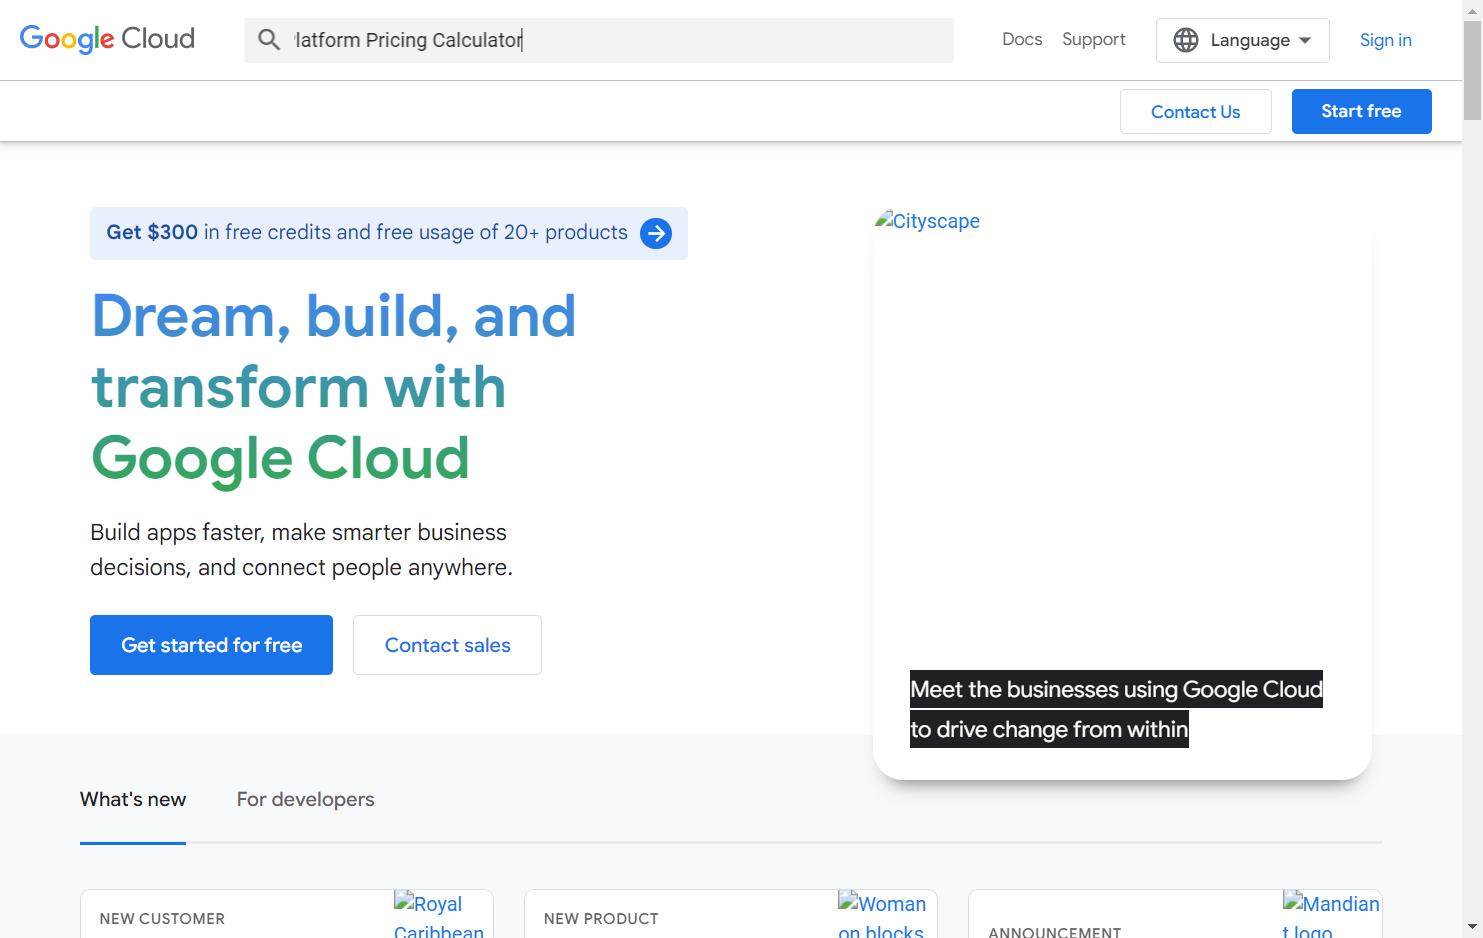 Google Cloud
latform Pricing Calculator
Docs
Support
Language
Sign in
Contact Us
Start free
Get $300 in free credits and free usage of 20+ products
Dream, build, and
transform with
Google Cloud
Build apps faster, make smarter business
decisions, and connect people anywhere.
Get started for free
Contact sales
Cityscape
Meet the businesses using Google Cloud
to drive change from within
What's new
For developers
NEW CUSTOMER
Royal
Caribbean
NEW PRODUCT
Woman
on blocks
ANNOUNCEMENT
Mandian
t logo